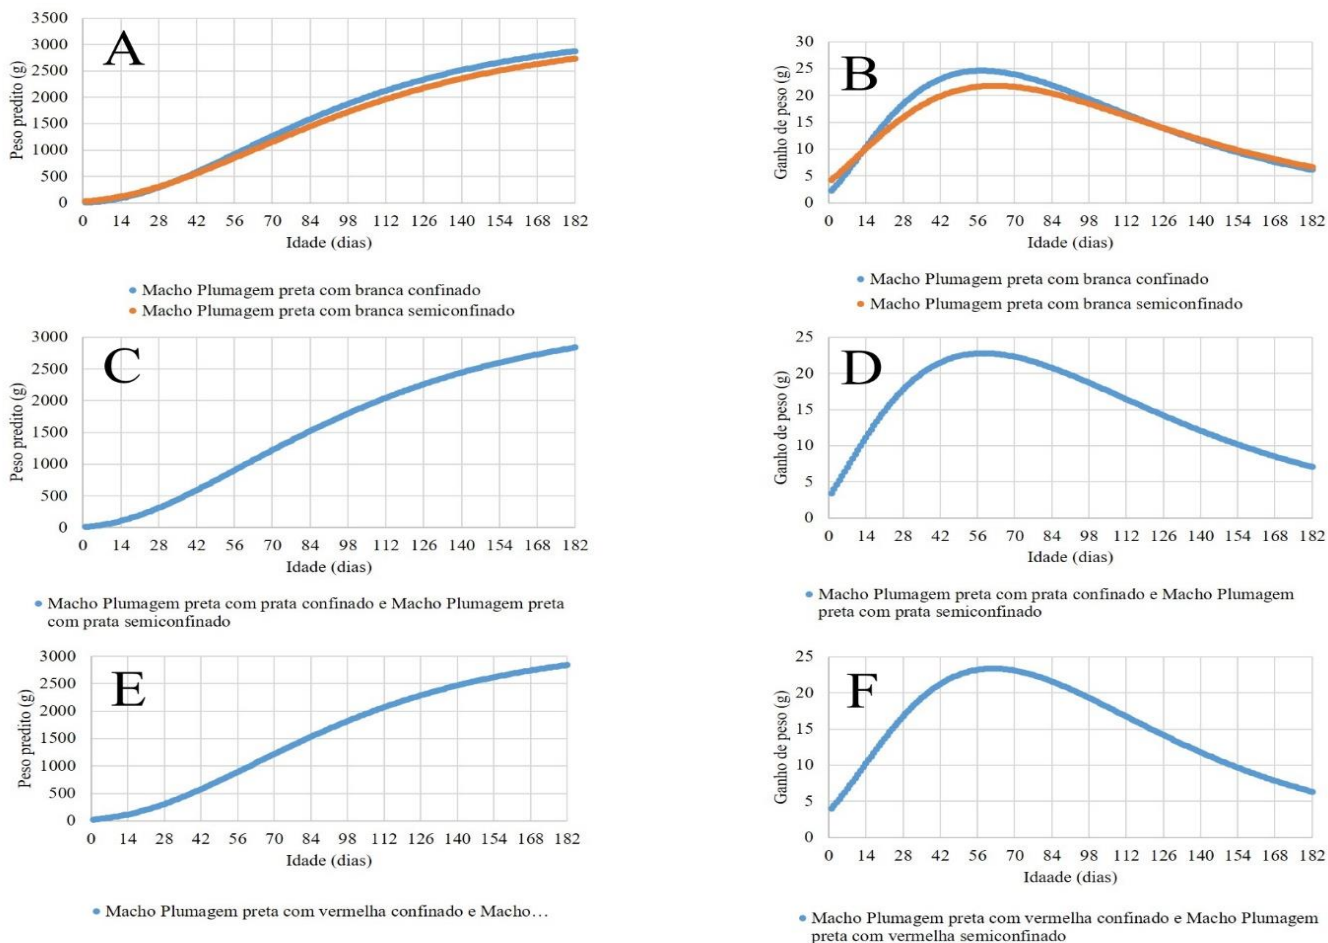 A
Peso predito (g)
3500
3000
2500
2000
1500
1000
500
0
0 14 28 42 56 70 84 98 112 126 140 154 168 182
Idade (dias)
Macho Plumagem preta com branca confinado
Macho Plumagem preta com branca semiconfinado
B
Ganho de peso (g)
30
25
20
15
10
5
0
0 14 28 42 56 70 84 98 112 126 140 154 168 182
Idade (dias)
Macho Plumagem preta com branca confinado
Macho Plumagem preta com branca semiconfinado
C
Peso predito (g)
3000
2500
2000
1500
1000
500
0
0 14 28 42 56 70 84 98 112 126 140 154 168 182
Idade (dias)
Macho Plumagem preta com prata confinado e Macho Plumagem preta
com prata semiconfinado
D
Ganho de peso (g)
25
20
15
10
5
0
0 14 28 42 56 70 84 98 112 126 140 154 168 182
Idade (dias)
Macho Plumagem preta com prata confinado e Macho Plumagem
preta com prata semiconfinado
E
Peso predito (g)
3000
2500
2000
1500
1000
500
0
0 14 28 42 56 70 84 98 112 126 140 154 168 182
Idade (dias)
Macho Plumagem preta com vermelha confinado e Macho…
F
Ganho de peso (g)
25
20
15
10
5
0
0 14 28 42 56 70 84 98 112 126 140 154 168 182
Idaade (dias)
Macho Plumagem preta com vermelha confinado e Macho Plumagem
preta com vermelha semiconfinado